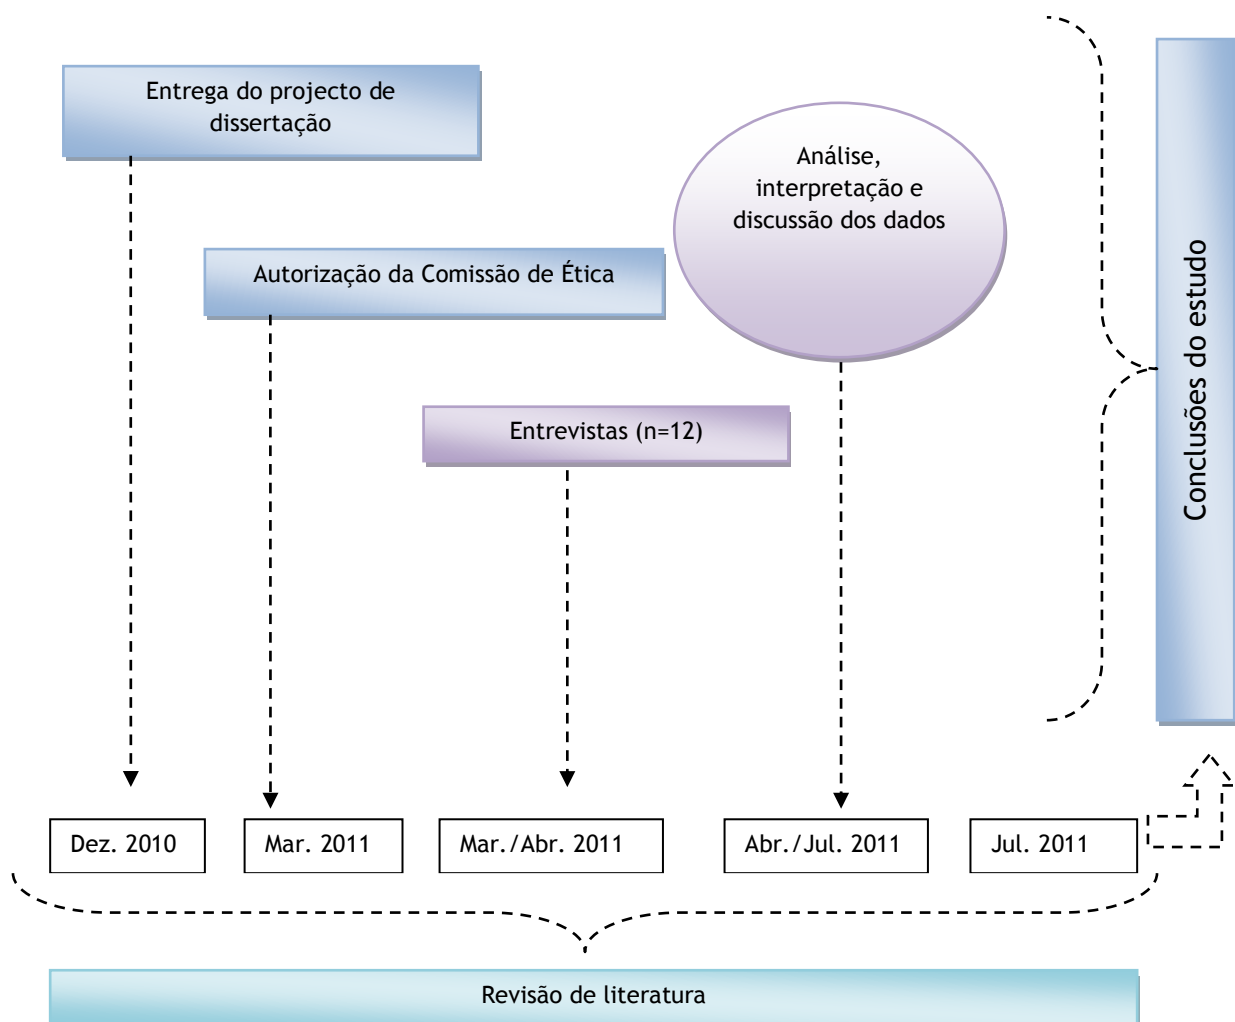 Entrega do projecto de
dissertação
Análise,
interpretação e
discussão dos dados
Autorização da Comissão de Ética
Entrevistas (n=12)
Conclusões do estudo
Dez. 2010
Mar. 2011
Mar./Abr. 2011
Abr./Jul. 2011
Jul. 2011
Revisão de literatura